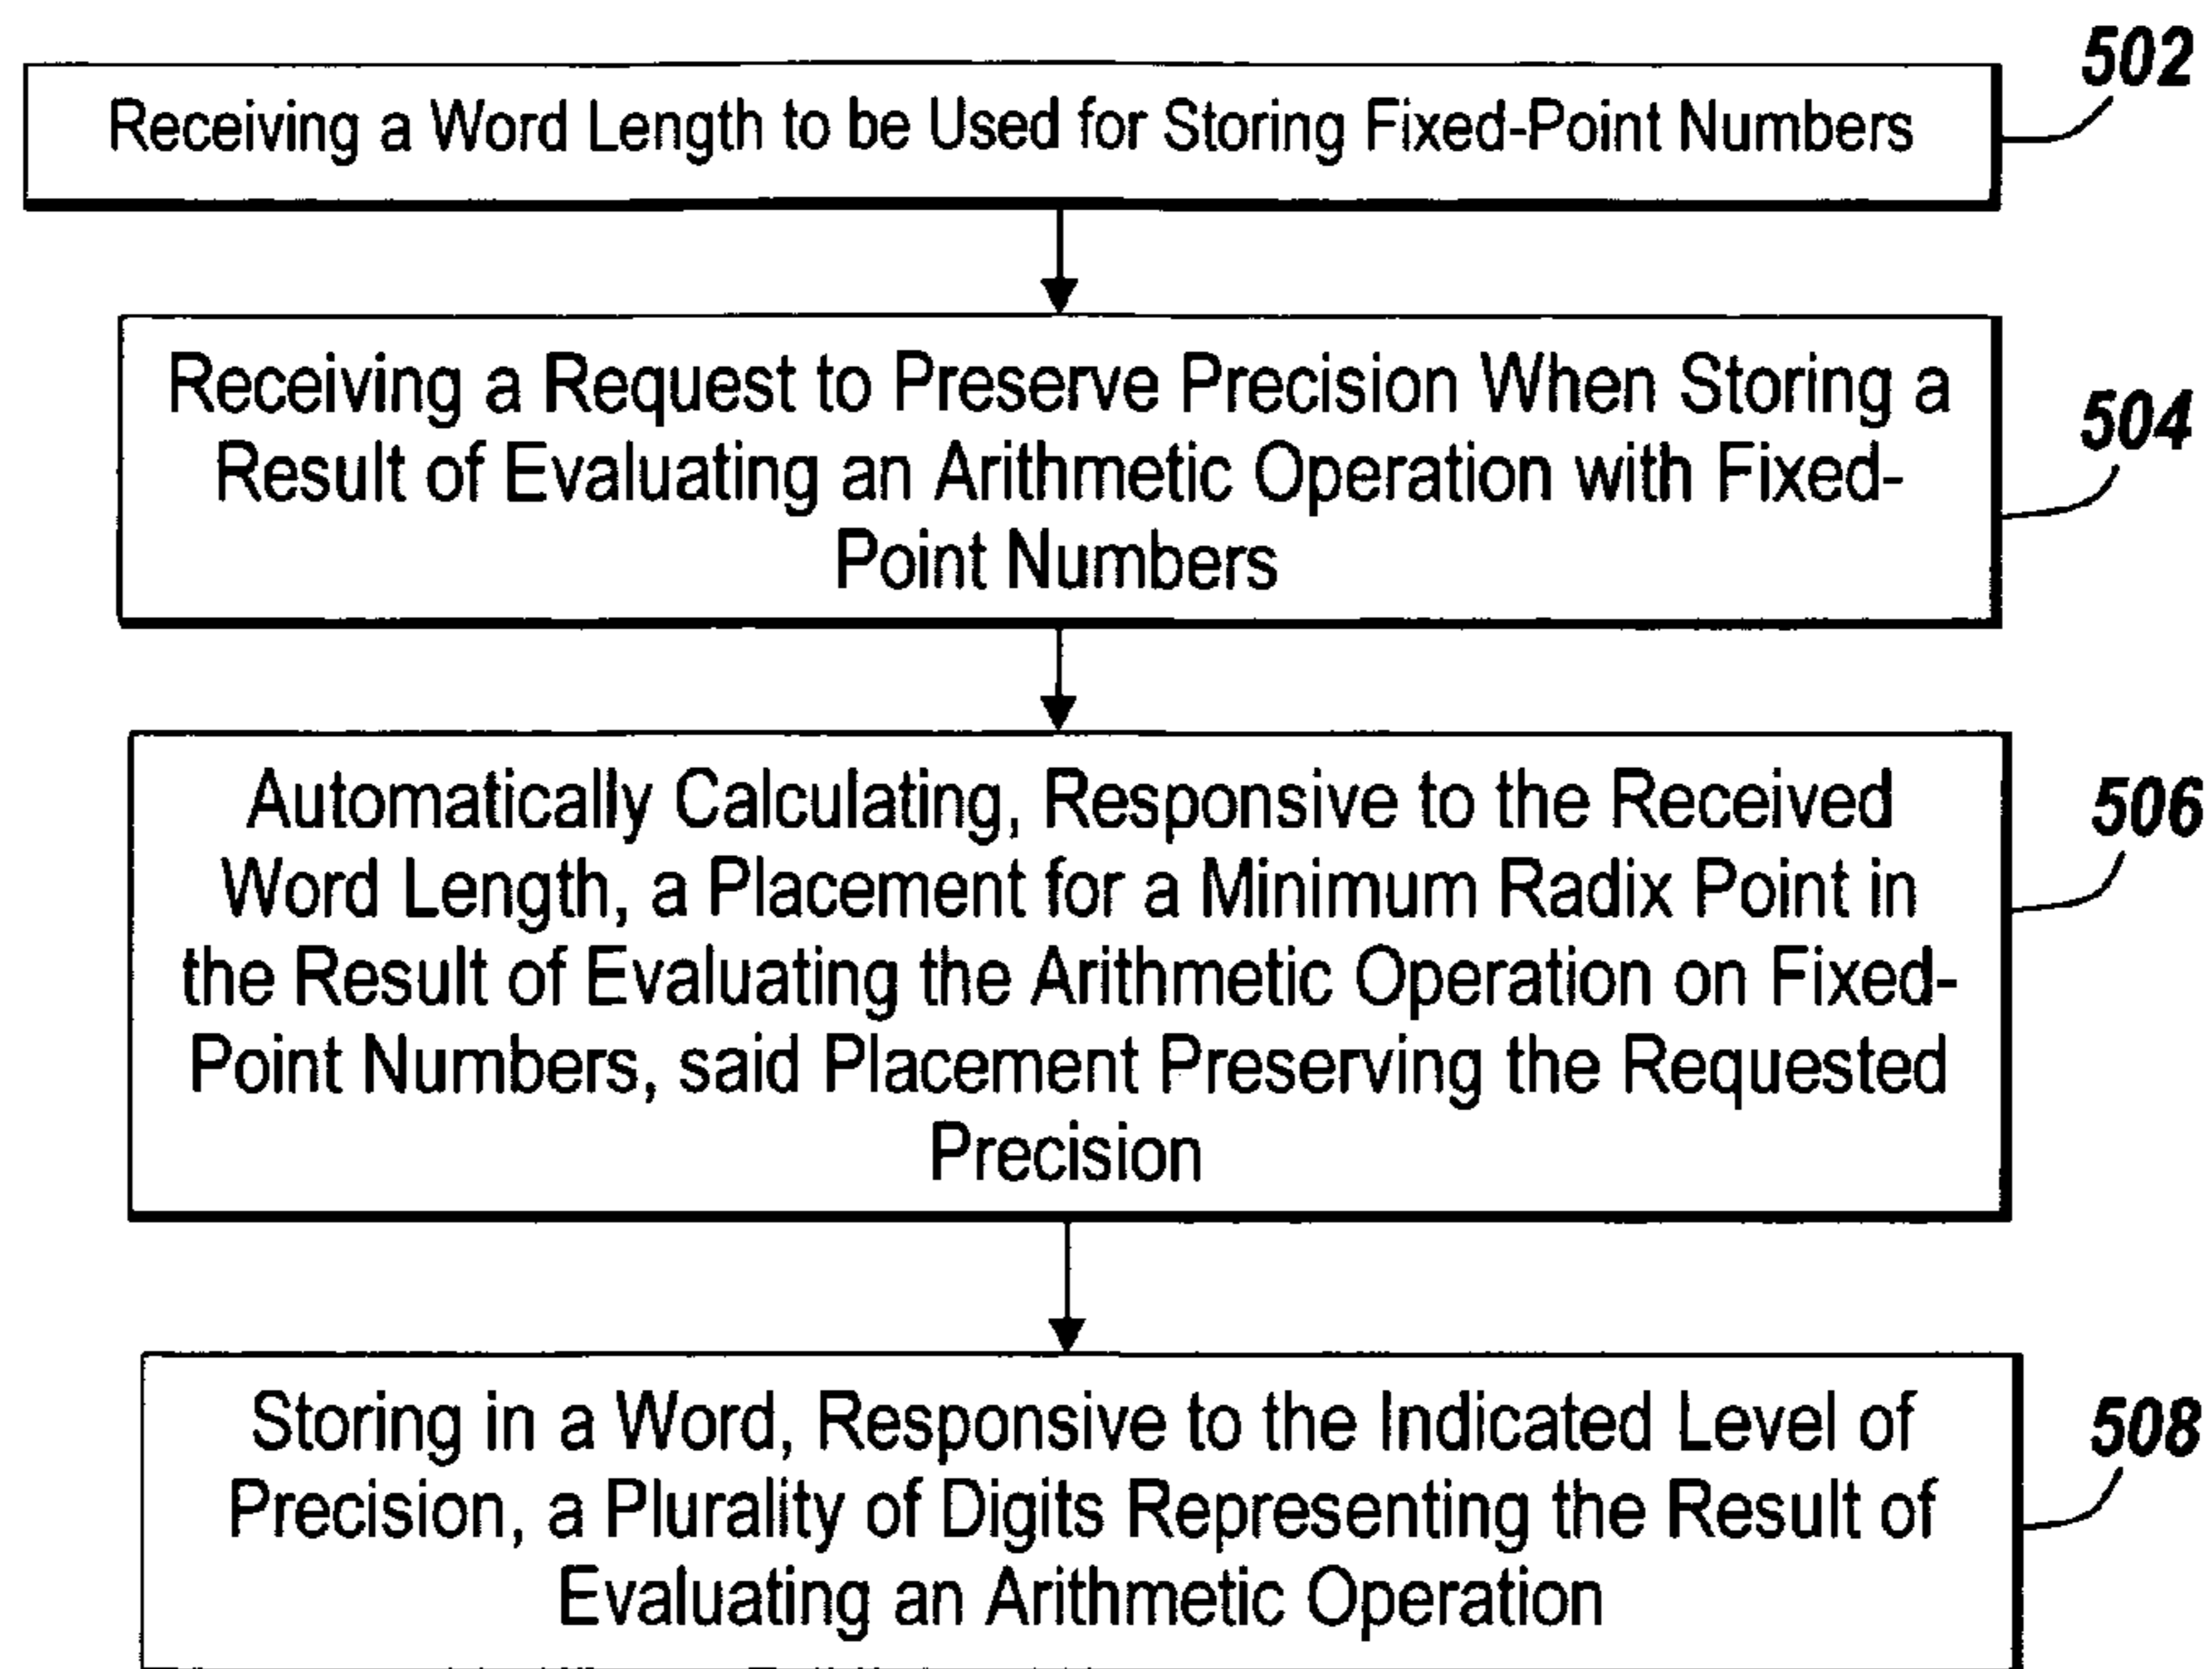 502
Receiving a Word Length to be Used for Storing Fixed-Point Numbers
Receiving a Request to Preserve Precision When Storing a
Result of Evaluating an Arithmetic Operation with Fixed-
Point Numbers
504
Automatically Calculating, Responsive to the Received
Word Length, a Placement for a Minimum Radix Point in
the Result of Evaluating the Arithmetic Operation on Fixed-
Point Numbers, said Placement Preserving the Requested
Precision
506
Storing in a Word, Responsive to the Indicated Level of
Precision, a Plurality of Digits Representing the Result of
Evaluating an Arithmetic Operation
508